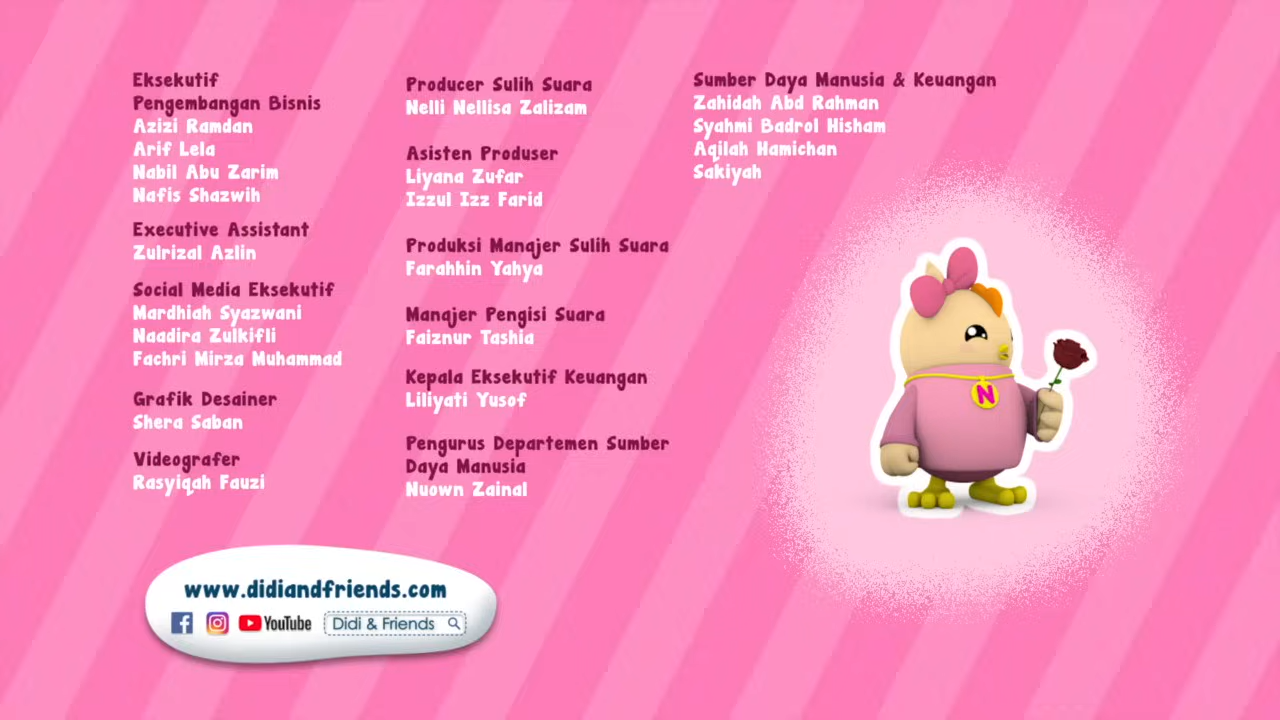 Eksekutif
Pengembangan Bisnis
Azizi Ramdan
Arif Lela
Nabil Abu Zarim
Nafis Shazwih
Executive Assistant
Zulrizal Azlin
Social Media Eksekutif
Mardhiah Syazwani
Naadira Zulkifli
Fachri Mirza Muhammad
Grafik Desainer
Shera Saban
Videografer
Rasyiqah Fauzi
Producer Sulih Suara
Nelli Nellisa Zalizam
Asisten Produser
Liyana Zufar
Izzul Izz Farid
Produksi Manajer Sulih Suara
Farahhin Yahya
Manajer Pengisi Suara
Faiznur Tashia
Kepala Eksekutif Keuangan
Liliyati Yusof
Pengurus Departemen Sumber
Daya Manusia
Nuown Zainal
Sumber Daya Manusia & Keuangan
Zahidah Abd Rahman
Syahmi Badrol Hisham
Aqilah Hamichan
Sakiyah
N
www.didiandfriends.com
YouTube Didi & Friends